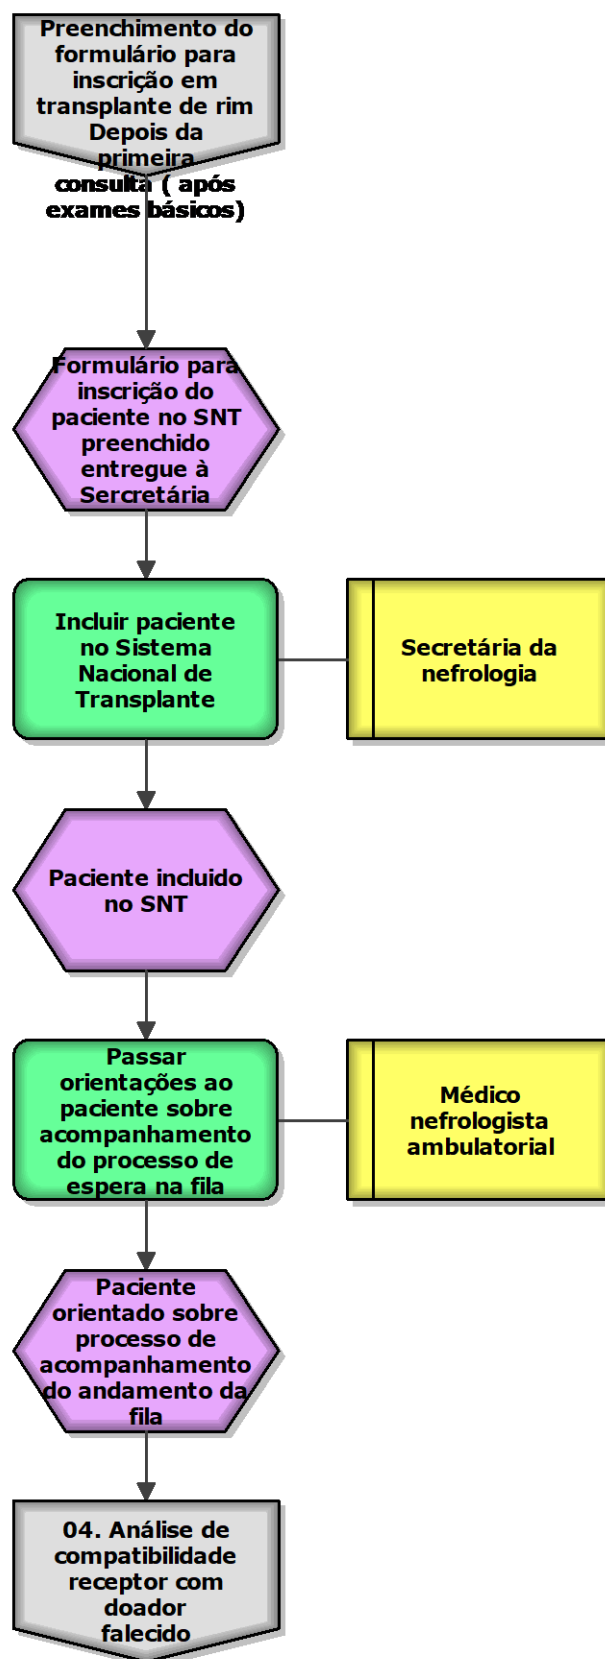 Preenchimento do
formulário para
inscrição em
transplante de rim
Depois da
primeira
consulta ( após
exames básicos)
Formulário para
inscrição do
paciente no SNT
preenchido
entregue à
Sercretária
Incluir paciente
no Sistema
Nacional de
Transplante
Secretária da
nefrologia
Paciente incluido
no SNT
Passar
orientações ao
paciente sobre
acompanhamento
do processo de
espera na fila
Médico
nefrologista
ambulatorial
Paciente
orientado sobre
processo de
acompanhamento
do andamento da
fila
04. Análise de
compatibilidade
receptor com
doador
falecido